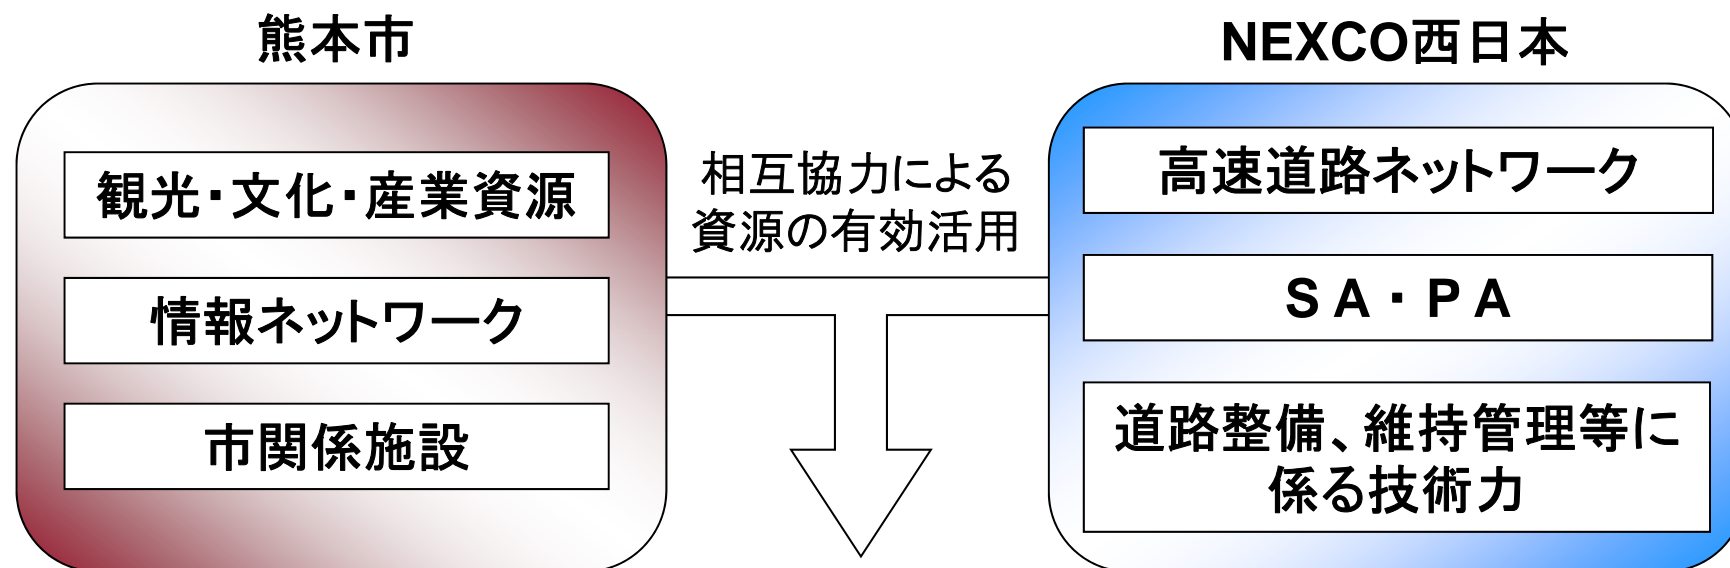 熊本市
観光・文化・産業資源
情報ネットワーク
市関係施設
相互協力による
資源の有効活用
NEXCO西日本
高速道路ネットワーク
ＳＡ・ＰＡ
道路整備、維持管理等に
係る技術力